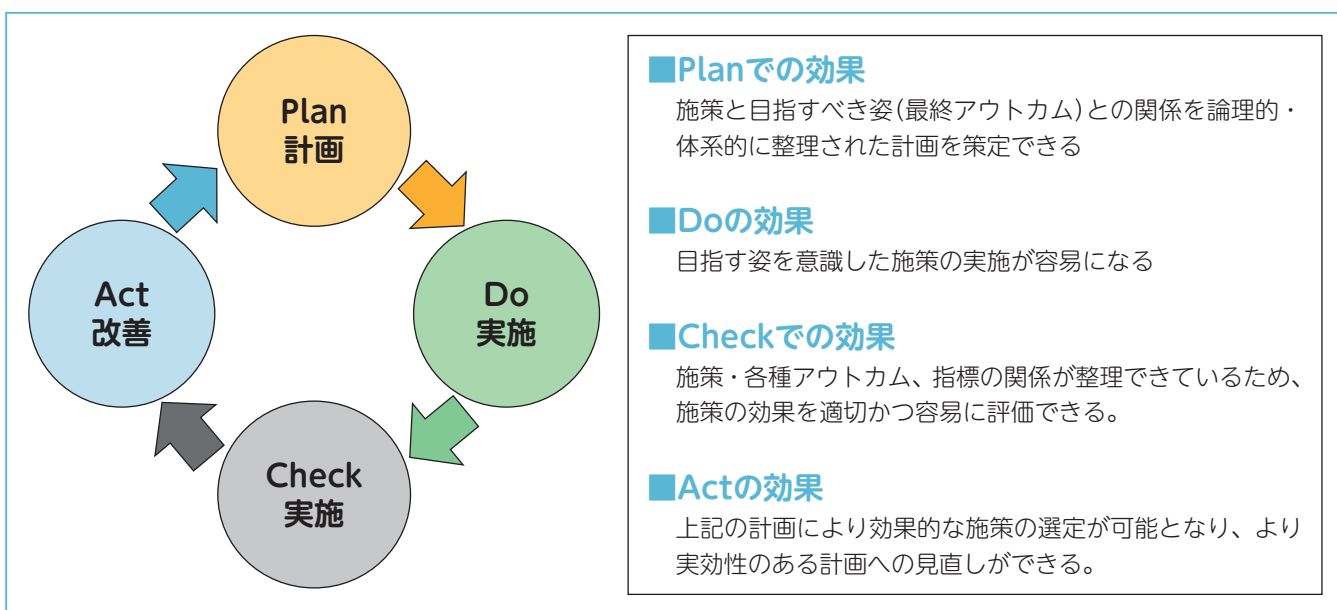 Plan
計画
Do
実施
Check
実施
Act
改善
■Planでの効果
施策と目指すべき姿(最終アウトカム)との関係を論理的・
体系的に整理された計画を策定できる
■Doの効果
目指す姿を意識した施策の実施が容易になる
■Checkでの効果
施策・各種アウトカム、指標の関係が整理できているため、
施策の効果を適切かつ容易に評価できる。
■Actの効果
上記の計画により効果的な施策の選定が可能となり、より
実効性のある計画への見直しができる。